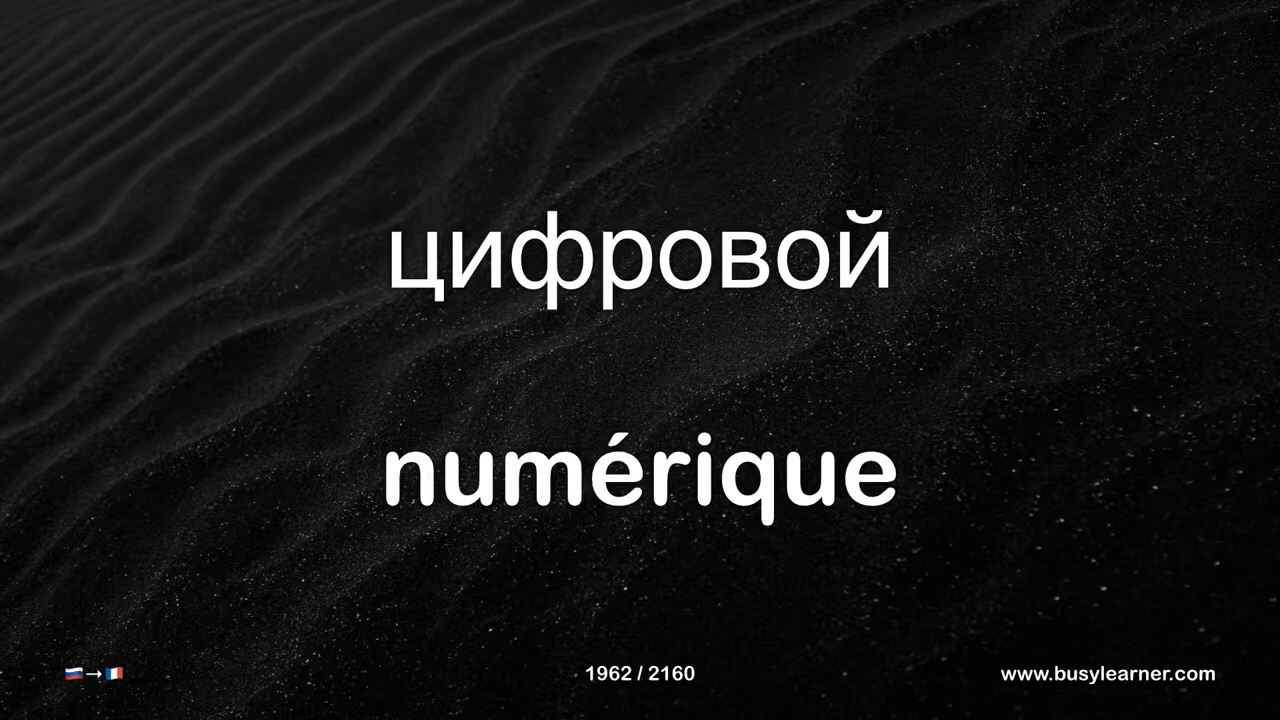 цифровой
numérique
🇷🇺→🇫🇷
1962 / 2160
www.busylearner.com